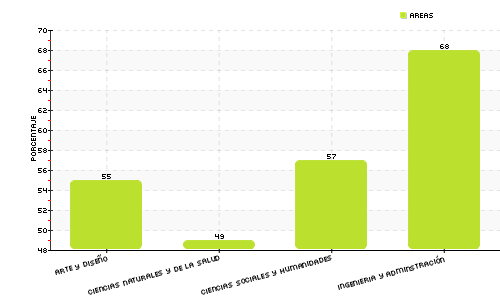 AREAS
PORCENTAJE
70
68
66
64
62
60
58
56
54
52
50
48
55
49
57
68
ARTE Y DISEÑO
CIENCIAS NATURALES Y DE LA SALUD
CIENCIAS SOCIALES Y HUMANIDADES
INGENIERIA Y ADMINSTRACIÓN